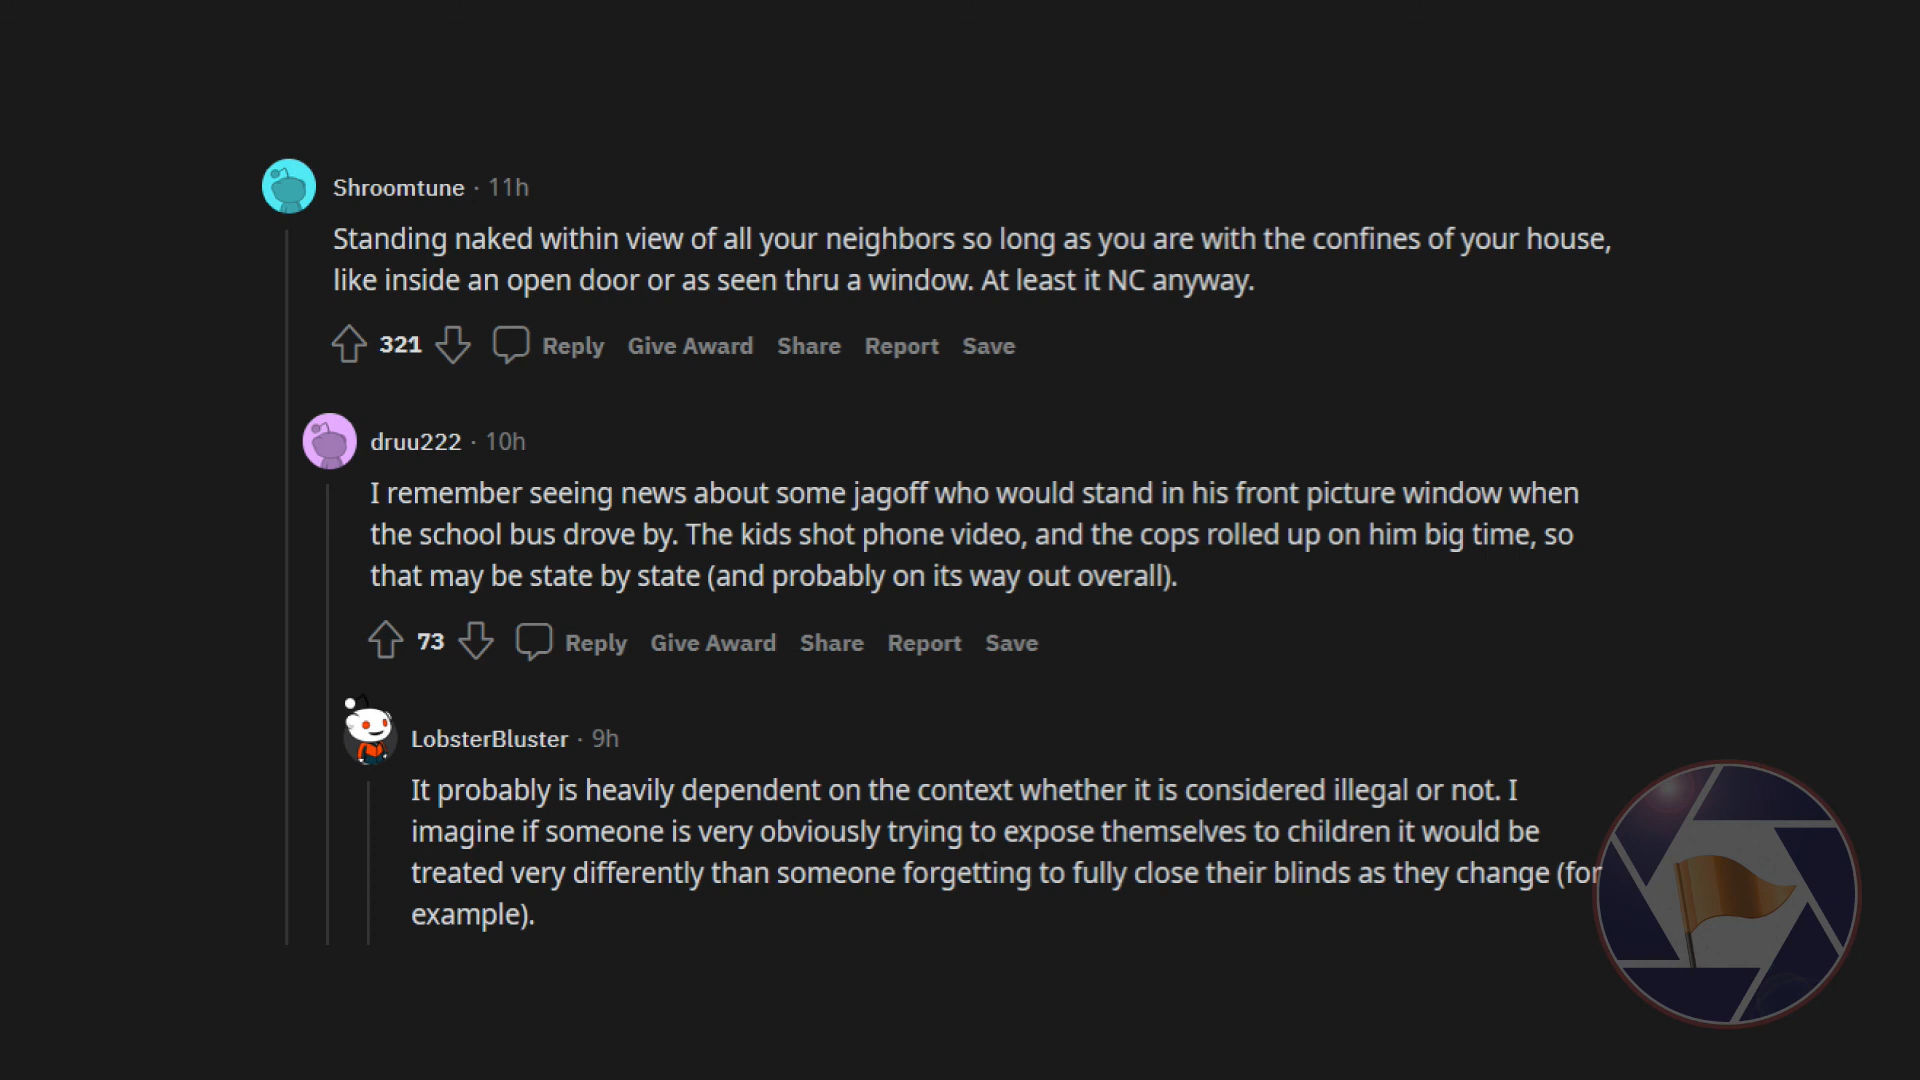 Shroomtune · 11h
Standing naked within view of all your neighbors so long as you are with the confines of your house,
like inside an open door or as seen thru a window. At least it NC anyway.
321 Reply Give Award Share Report Save
druu222 · 10h
I remember seeing news about some jagoff who would stand in his front picture window when
the school bus drove by. The kids shot phone video, and the cops rolled up on him big time, so
that may be state by state (and probably on its way out overall).
73 Reply Give Award Share Report Save
LobsterBluster · 9h
It probably is heavily dependent on the context whether it is considered illegal or not. I
imagine if someone is very obviously trying to expose themselves to children it would be
treated very differently than someone forgetting to fully close their blinds as they change (for
example).